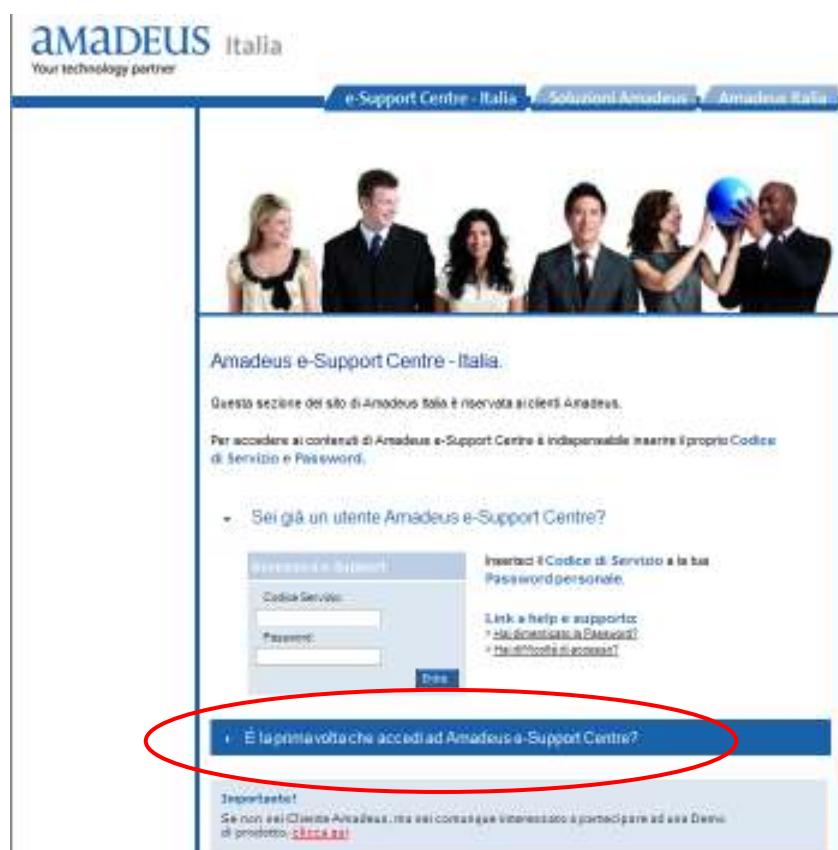 aMaDEUS Italia
Your technology partner
e-Support Centre - Italia
Soluzioni Amadeus
Amadeus Italia
Amadeus e-Support Centre - Italia.
Questa sezione del sito di Amadeus Italia è riservata ai clienti Amadeus.
Per accedere ai contenuti di Amadeus e-Support Centre è indispensabile inserire il proprio Codice
di Servizio e Password.
Sei già un utente Amadeus e-Support Centre?
e-Support
Codice Servizio:
Password:
Entra
Inserisci il Codice di Servizio e la tua
Password personale.
Link a help e supporto:
> Hai dimenticato la Password?
> Hai difficoltà di accesso?
É la prima volta che accedi ad Amadeus e-Support Centre?
Importante!
Se non sei Cliente Amadeus, ma sei comunque interessato a partecipare ad una Demo
di prodotto, clicca qui